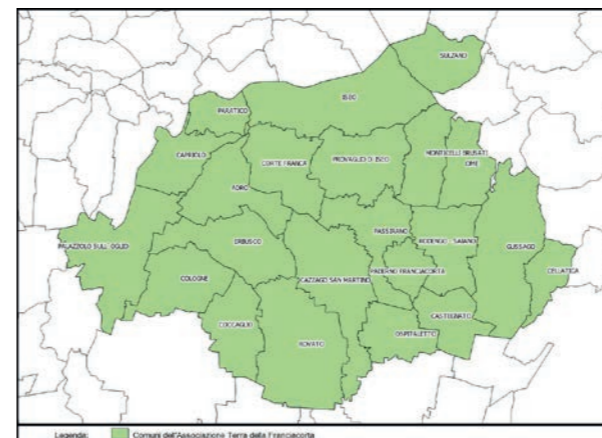 SULZANO
ISEO
PARATICO
CAPRIOLO
CORTE FRANCA
PROVAGLIO D'ISEO
MONTICELLI BRUSATI
OME
PASSIRANO
PALAZZOLO SULL'OGLIO
ERBUSCO
RODENGO - SAIANO
GUSSAGO
COLOGNE
CAZZAGO SAN MARTINO
PADERNO FRANCIACORTA
CELLATICA
COCCAGLIO
ROVATO
CASTEGNATO
OSPITALETTO
Legenda:
Comuni dell'Associazione Terra della Franciacorta